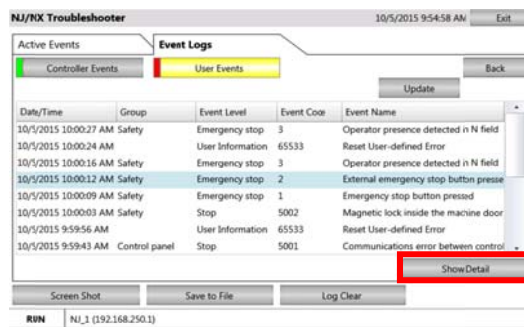 NJ/NX Troubleshooter 10/5/2015 9:54:58 AM Exit
Active Events Event Logs
Controller Events User Events Back
Update
Date/Time Group Event Level Event Code Event Name
10/5/2015 10:00:27 AM Safety Emergency stop 3 Operator presence detected in N field
10/5/2015 10:00:24 AM User Information 65533 Reset User-defined Error
10/5/2015 10:00:16 AM Safety Emergency stop 3 Operator presence detected in N field
10/5/2015 10:00:12 AM Safety Emergency stop 2 External emergency stop button presse
10/5/2015 10:00:09 AM Safety Emergency stop 1 Emergency stop button pressed
10/5/2015 10:00:03 AM Safety Stop 5002 Magnetic lock inside the machine door
10/5/2015 9:59:56 AM User Information 65533 Reset User-defined Error
10/5/2015 9:59:43 AM Control panel Stop 5001 Communications error between control
Show Detail
Screen Shot Save to File Log Clear
RUN NJ_1 (192.168.250.1)